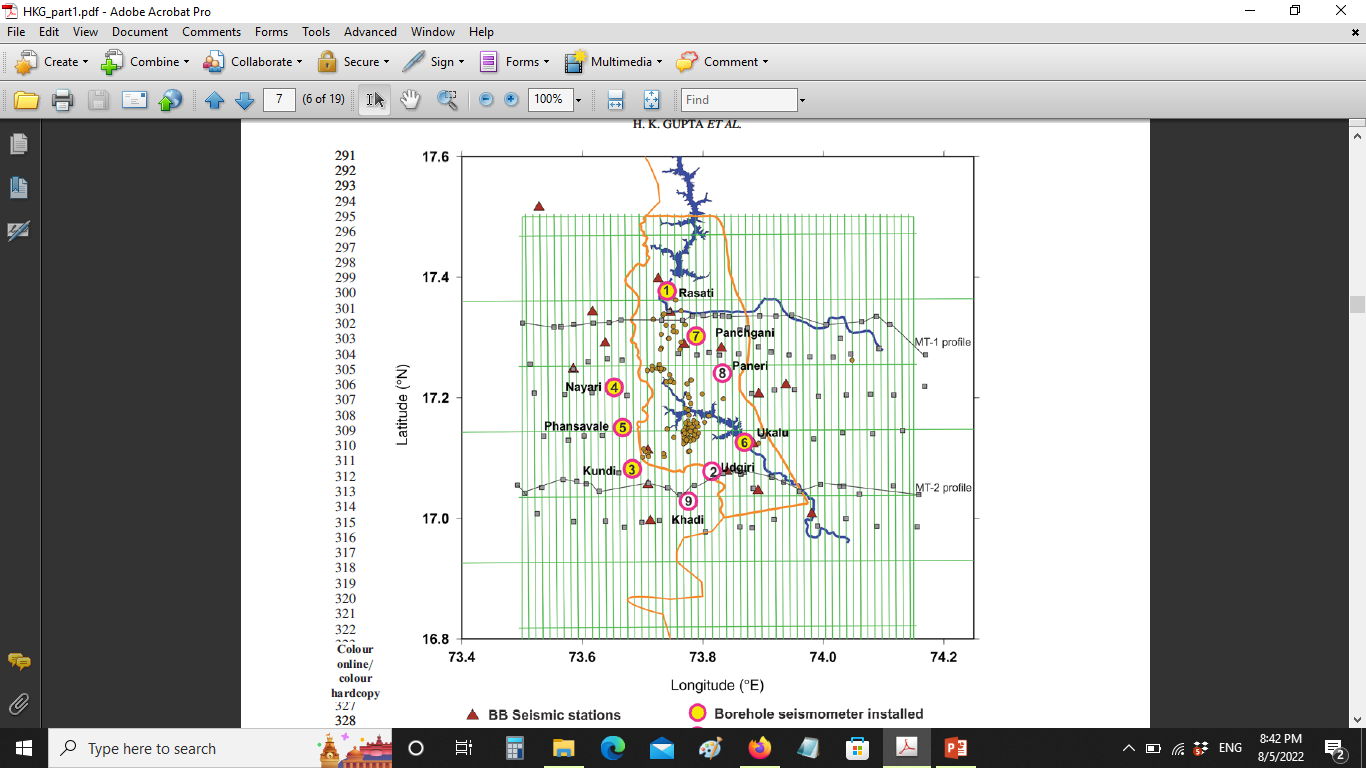 HKG_part1.pdf - Adobe Acrobat Pro
File Edit View Document Comments Forms Tools Advanced Window Help
Create Combine Collaborate Secure Sign Forms Multimedia Comment
7 (6 of 19) 100% Find
H. K. GUPTA ET AL.
291
292
293
294
295
296
297
298
299
300
301
302
303
304
305
306
307
308
309
310
311
312
313
314
315
316
317
318
319
320
321
322
Colour
online/
colour
hardcopy
327
328
17.6
17.4
17.2
17.0
16.8
Latitude (°N)
1 Rasati
7 Panchgani
MT-1 profile
8 Paneri
Nayari 4
Phansavale 5
6 Ukalu
Kundi 3
2 Udgiri
MT-2 profile
9
Khadi
73.4 73.6 73.8 74.0 74.2
Longitude (°E)
BB Seismic stations Borehole seismometer installed
Type here to search
ENG
8:42 PM
8/5/2022
2